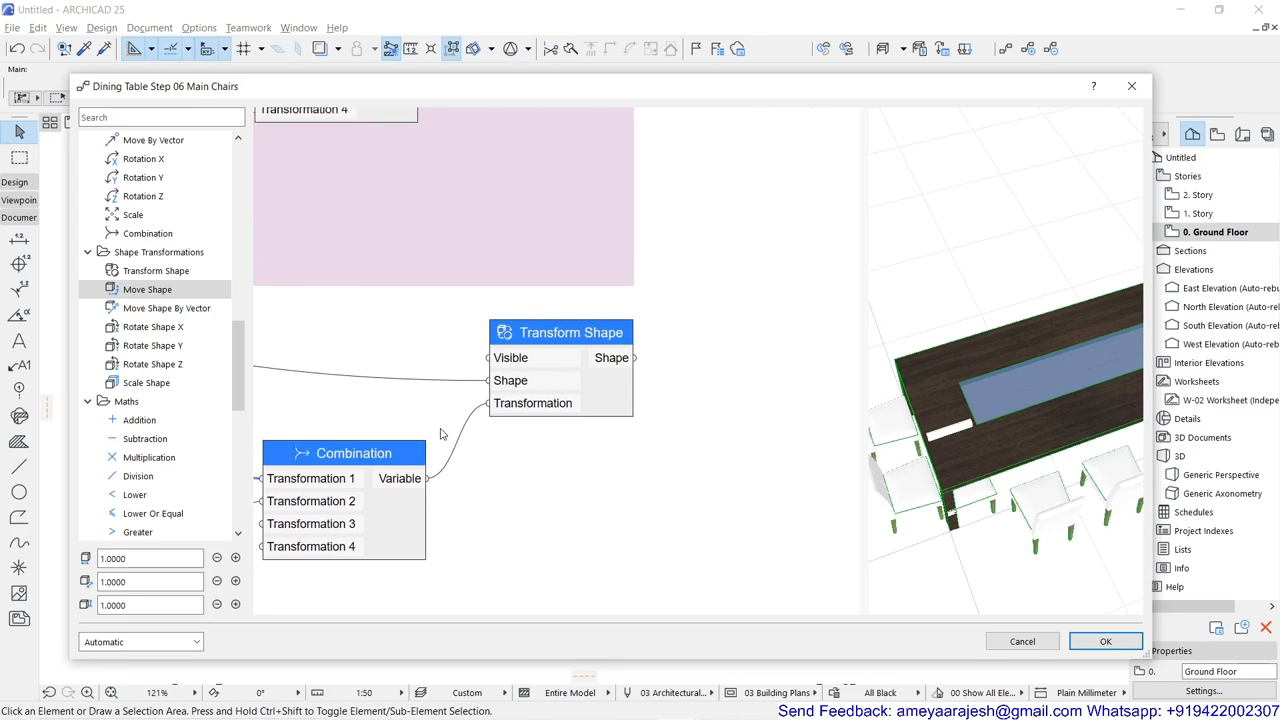 Untitled - ARCHICAD 25
File Edit View Design Document Options Teamwork Window Help
Main:
Dining Table Step 06 Main Chairs
?
Search
Move By Vector
Rotation X
Rotation Y
Rotation Z
Scale
Combination
Shape Transformations
Transform Shape
Move Shape
Move Shape By Vector
Rotate Shape X
Rotate Shape Y
Rotate Shape Z
Scale Shape
Maths
Addition
Subtraction
Multiplication
Division
Lower
Lower Or Equal
Greater
1.0000
1.0000
1.0000
Automatic
Transformation 4
Transform Shape
Visible Shape
Shape
Transformation
Combination
Transformation 1 Variable
Transformation 2
Transformation 3
Transformation 4
Cancel
OK
Design
Viewpoin
Documer
Untitled
Stories
2. Story
1. Story
0. Ground Floor
Sections
Elevations
East Elevation (Auto-reb
North Elevation (Auto-re
South Elevation (Auto-re
West Elevation (Auto-reb
Interior Elevations
Worksheets
W-02 Worksheet (Indepe
Details
3D Documents
3D
Generic Perspective
Generic Axonometry
Schedules
Project Indexes
Lists
Info
Help
Properties
0. Ground Floor
Settings...
121% 0° 1:50 Custom Entire Model 03 Architectural... 03 Building Plans All Black 00 Show All Ele... Plain Millimeter
Click an Element or Draw a Selection Area. Press and Hold Ctrl+Shift to Toggle Element/Sub-Element Selection.
Send Feedback: ameyaarajesh@gmail.com Whatsapp: +919422002307